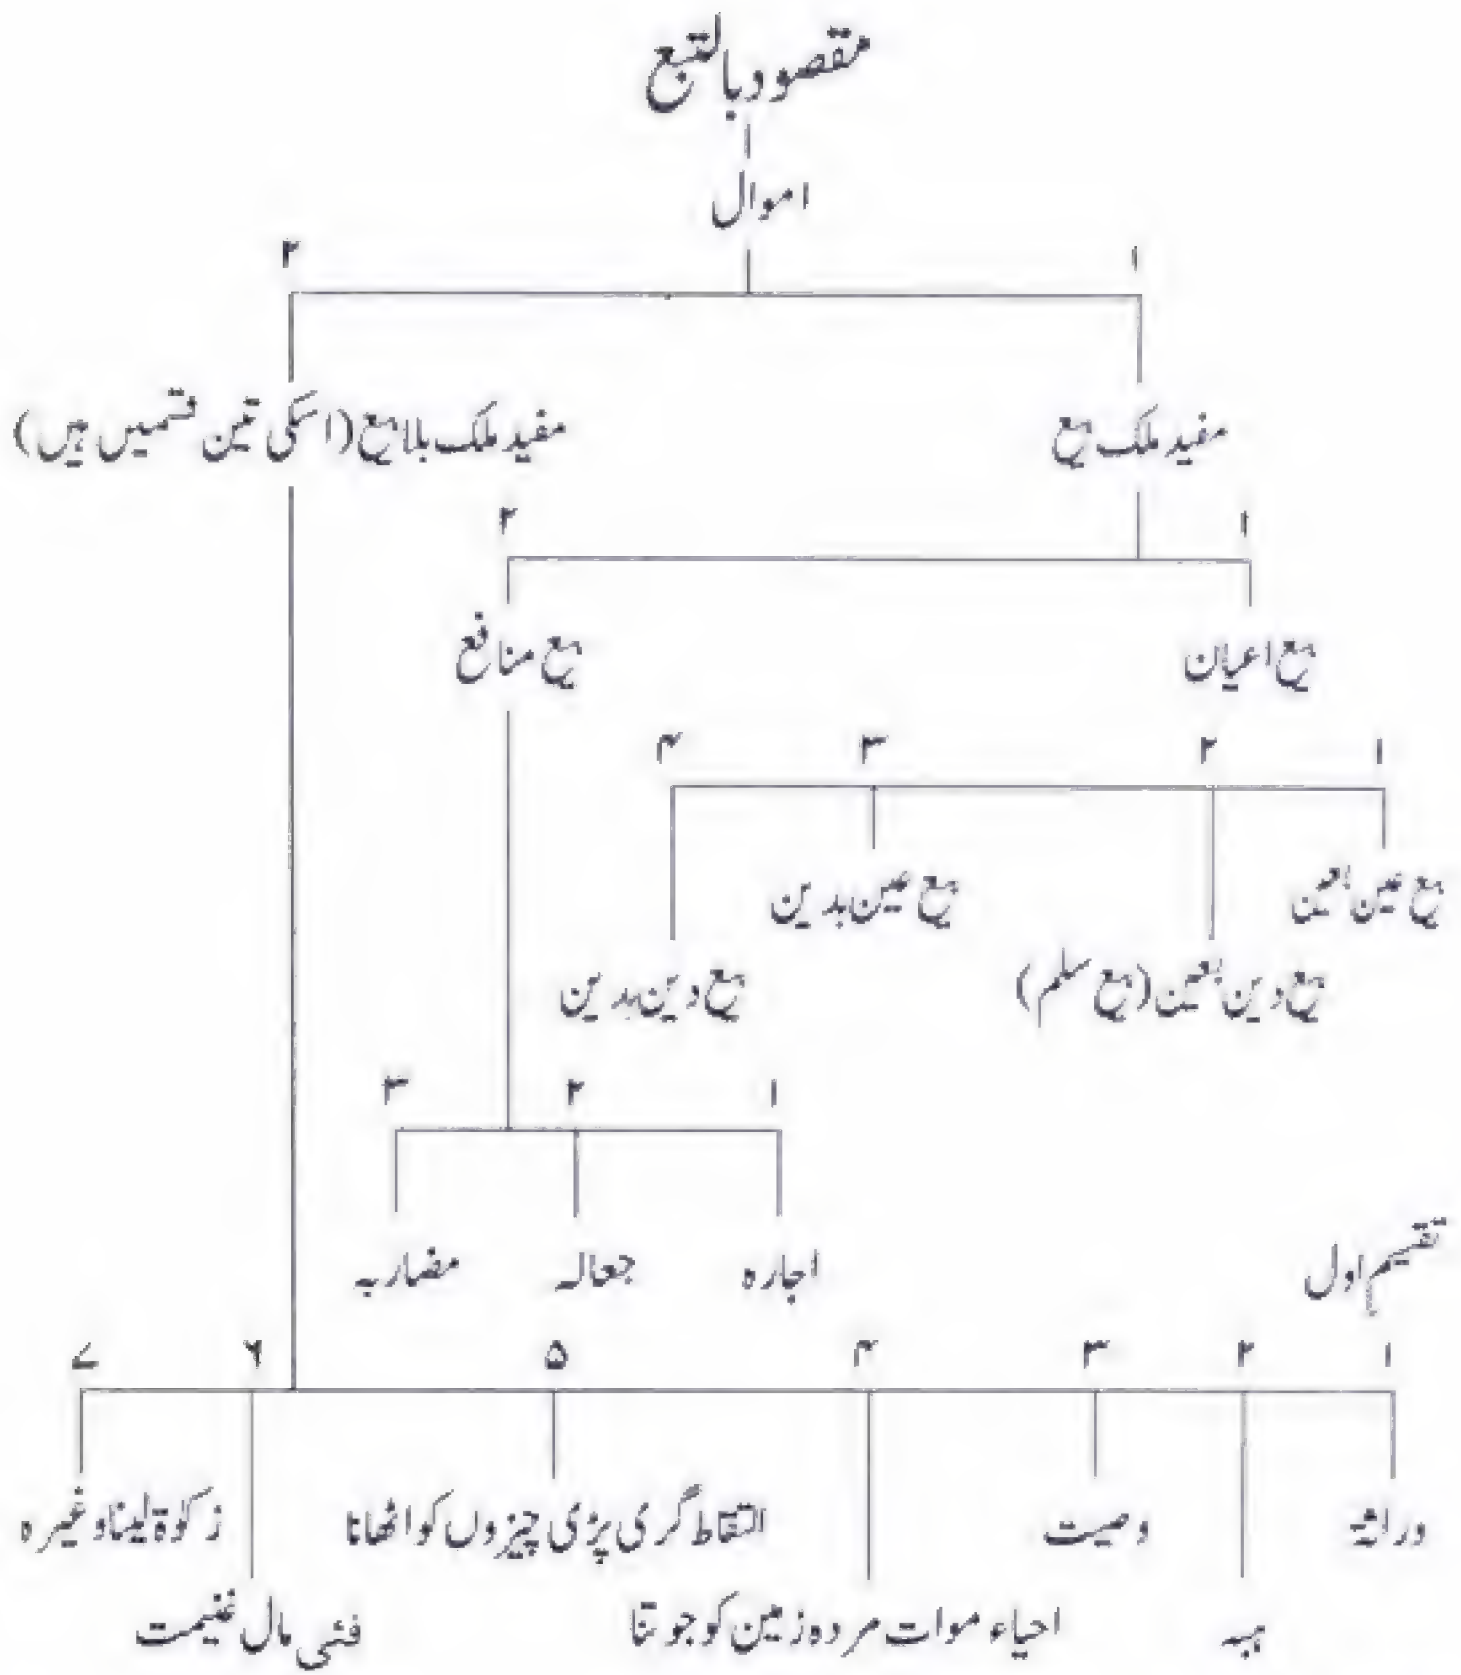 مقصود بالتبع
اموال
۱ ۲
مفید ملک بیع
مفید ملک بلا بیع (اسکی تین قسمیں ہیں)
۱ ۲
بیع اعیان
بیع منافع
۱ ۲ ۳ ۴
بیع عین بعین
بیع عین بدین
بیع دین بعین (بیع سلم)
بیع دین بدین
۱ ۲ ۳
اجارہ
جعالہ
مضاربہ
تقسیم اول
۱ ۲ ۳ ۴ ۵ ۶ ۷
وراثۃ
وصیت
التقاط گری پڑی چیزوں کو اٹھانا
زکوٰۃ لینا وغیرہ
ہبہ
احیاء موات مردہ زمین کو جوتنا
فئی مال غنیمت